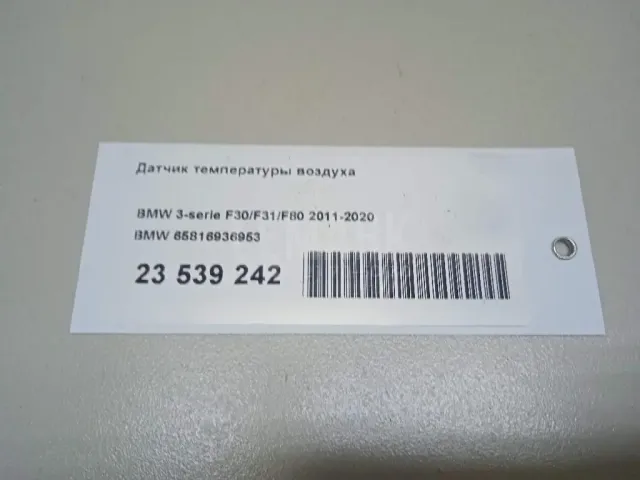 Датчик температуры воздуха
BMW 3-serie F30/F31/F80 2011-2020
BMW 65816936953
23 539 242